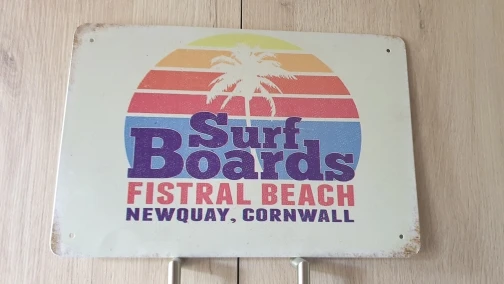 Surf
Boards
FISTRAL BEACH
NEWQUAY, CORNWALL